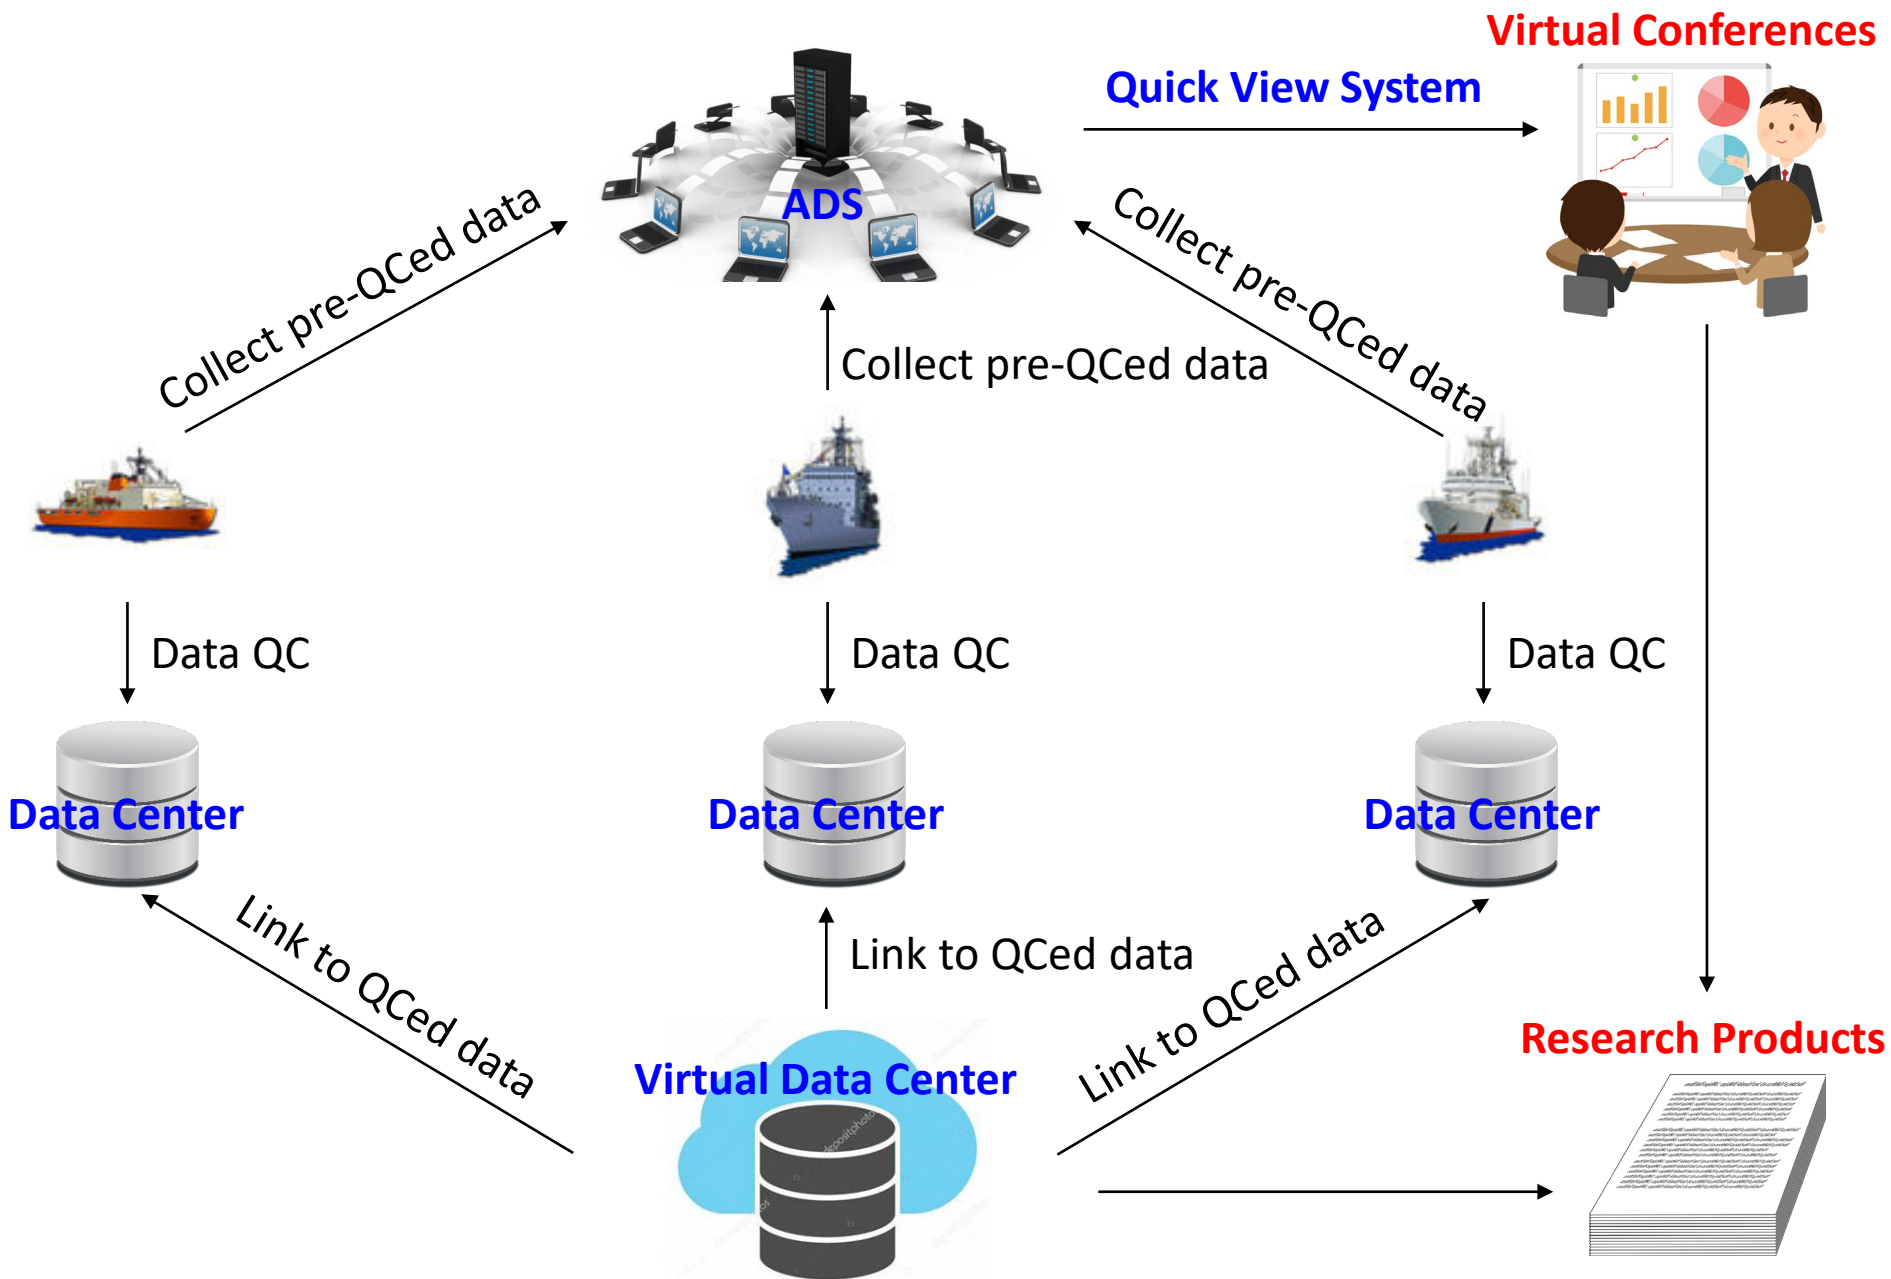 Virtual Conferences
Quick View System
ADS
Collect pre-QCed data
Collect pre-QCed data
Collect pre-QCed data
Data QC
Data QC
Data QC
Data Center
Data Center
Data Center
Link to QCed data
Link to QCed data
Link to QCed data
Virtual Data Center
Research Products
depositphotos